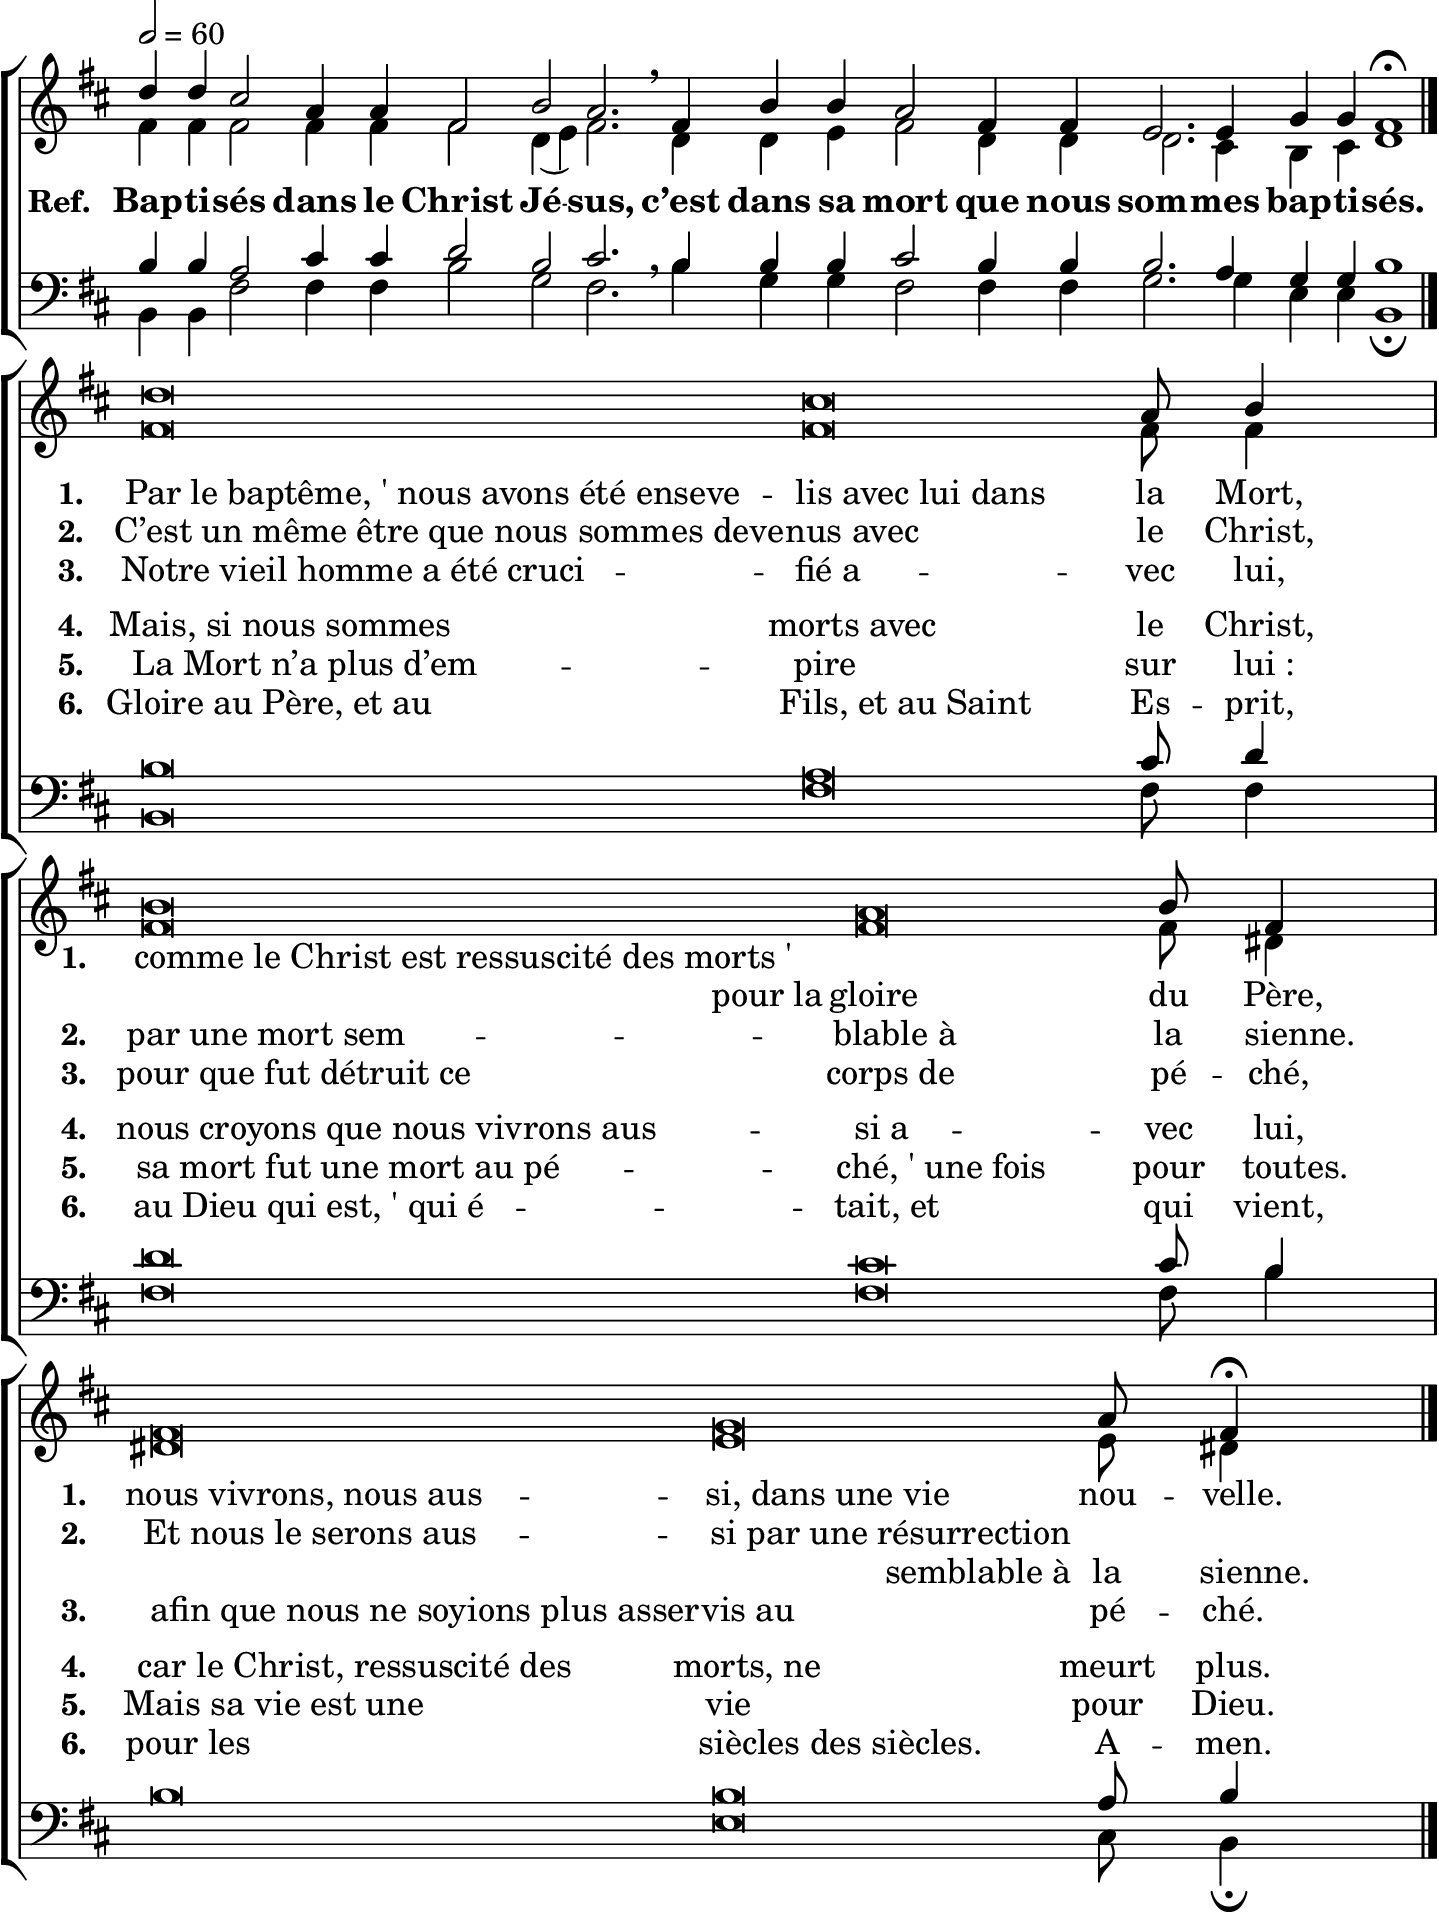 = 60
Ref. Baptisés dans le Christ Jé-sus, c’est dans sa mort que nous sommes baptisés.
1. Par le baptême, ' nous avons été enseve -- lis avec lui dans la Mort,
2. C’est un même être que nous sommes devenus avec le Christ,
3. Notre vieil homme a été cruci -- fié a -- vec lui,
4. Mais, si nous sommes morts avec le Christ,
5. La Mort n’a plus d’em -- pire sur lui :
6. Gloire au Père, et au Fils, et au Saint Es -- prit,
1. comme le Christ est ressuscité des morts '
pour la gloire du Père,
2. par une mort sem -- blable à la sienne.
3. pour que fut détruit ce corps de pé -- ché,
4. nous croyons que nous vivrons aus -- si a -- vec lui,
5. sa mort fut une mort au pé -- ché, ' une fois pour toutes.
6. au Dieu qui est, ' qui é -- tait, et qui vient,
1. nous vivrons, nous aus -- si, dans une vie nou -- velle.
2. Et nous le serons aus -- si par une résurrection
semblable à la sienne.
3. afin que nous ne soyions plus asservis au pé -- ché.
4. car le Christ, ressuscité des morts, ne meurt plus.
5. Mais sa vie est une vie pour Dieu.
6. pour les siècles des siècles. A -- men.